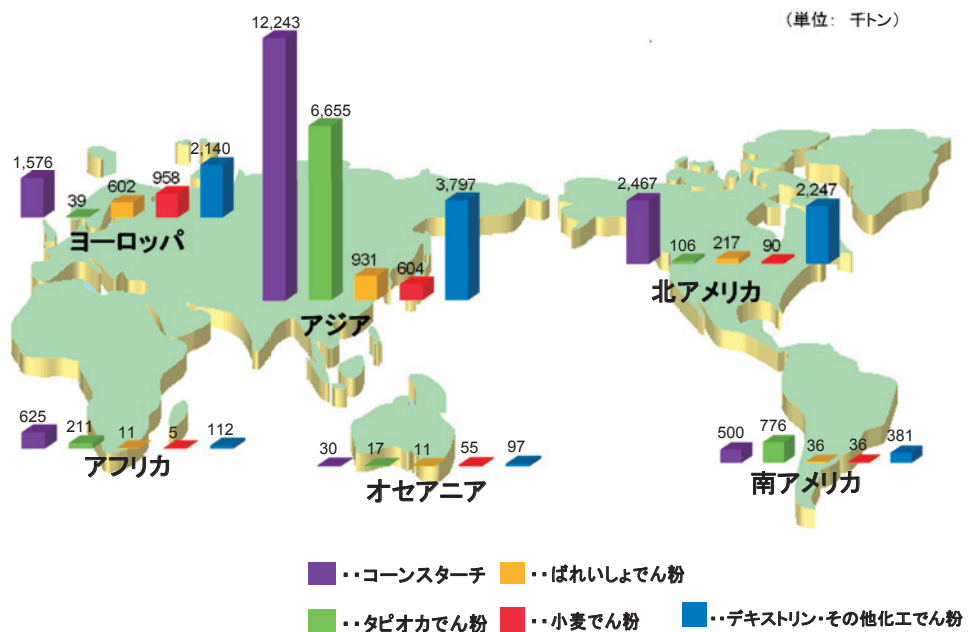 （単位： 千トン）
12,243
6,655
931
604
3,797
アジア
1,576
39
602
958
2,140
ヨーロッパ
2,467
106
217
90
2,247
北アメリカ
625
211
11
5
112
アフリカ
30
17
11
55
97
オセアニア
500
776
36
36
381
南アメリカ
・・コーンスターチ
・・ばれいしょでん粉
・・タピオカでん粉
・・小麦でん粉
・・デキストリン・その他化工でん粉